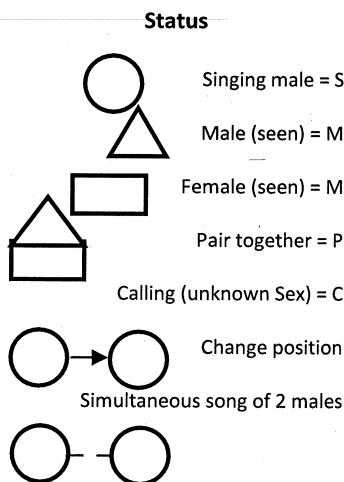 Status
Singing male = S
Male (seen) = M
Female (seen) = M
Pair together = P
Calling (unknown Sex) = C
Change position
Simultaneous song of 2 males